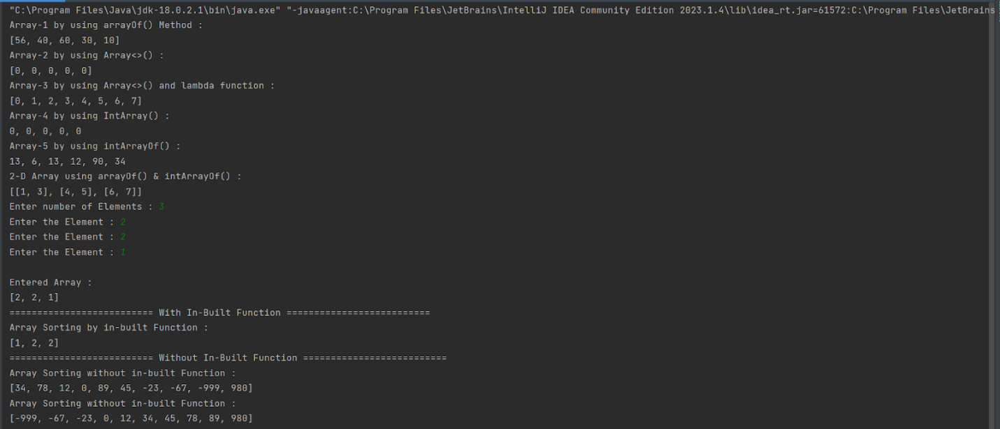 "C:\Program Files\Java\jdk-18.0.2.1\bin\java.exe" "-javaagent:C:\Program Files\JetBrains\IntelliJ IDEA Community Edition 2023.1.4\lib\idea_rt.jar=61572:C:\Program Files\JetBrains
Array-1 by using arrayOf() Method :
[56, 40, 60, 30, 10]
Array-2 by using Array<>() :
[0, 0, 0, 0, 0]
Array-3 by using Array<>() and lambda function :
[0, 1, 2, 3, 4, 5, 6, 7]
Array-4 by using IntArray() :
0, 0, 0, 0, 0
Array-5 by using intArrayOf() :
13, 6, 13, 12, 90, 34
2-D Array using arrayOf() & intArrayOf() :
[[1, 3], [4, 5], [6, 7]]
Enter number of Elements : 3
Enter the Element : 2
Enter the Element : 2
Enter the Element : 1
Entered Array :
[2, 2, 1]
========================== With In-Built Function ==========================
Array Sorting by in-built Function :
[1, 2, 2]
========================== Without In-Built Function ==========================
Array Sorting without in-built Function :
[34, 78, 12, 0, 89, 45, -23, -67, -999, 980]
Array Sorting without in-built Function :
[-999, -67, -23, 0, 12, 34, 45, 78, 89, 980]